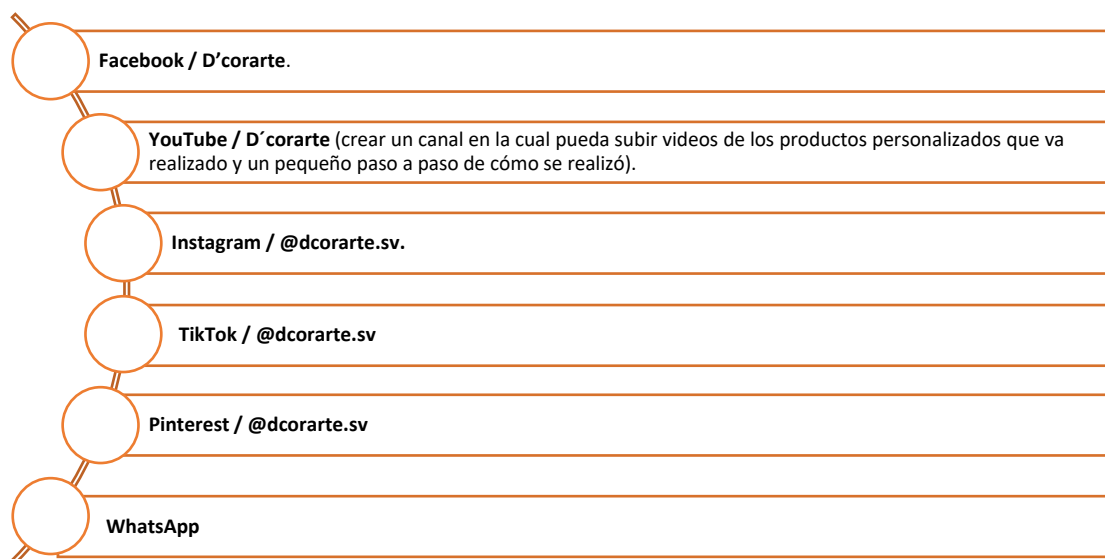 Facebook / D’corarte.
YouTube / D´corarte (crear un canal en la cual pueda subir videos de los productos personalizados que va
realizado y un pequeño paso a paso de cómo se realizó).
Instagram / @dcorarte.sv.
TikTok / @dcorarte.sv
Pinterest / @dcorarte.sv
WhatsApp